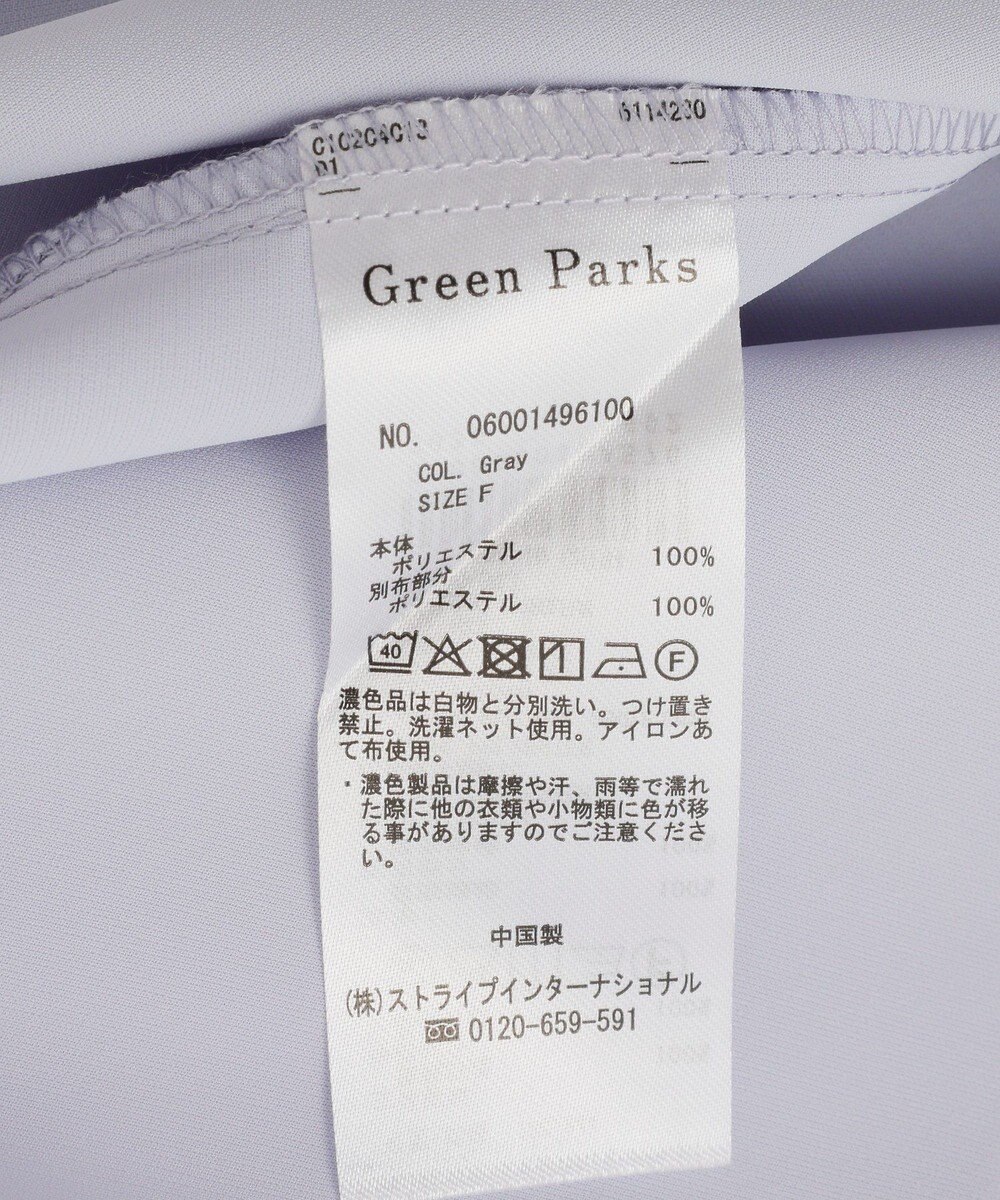 01
Green Parks
NO. 06001496100
COL. Gray
SIZE F
本体
ポリエステル 100%
別布部分
ポリエステル 100%
40 F
濃色品は白物と分別洗い。つけ置き
禁止。洗濯ネット使用。アイロンあ
て布使用。
・濃色製品は摩擦や汗、雨等で濡れ
た際に他の衣類や小物類に色が移
る事がありますのでご注意くださ
い。
中国製
(株)ストライプインターナショナル
0120-659-591